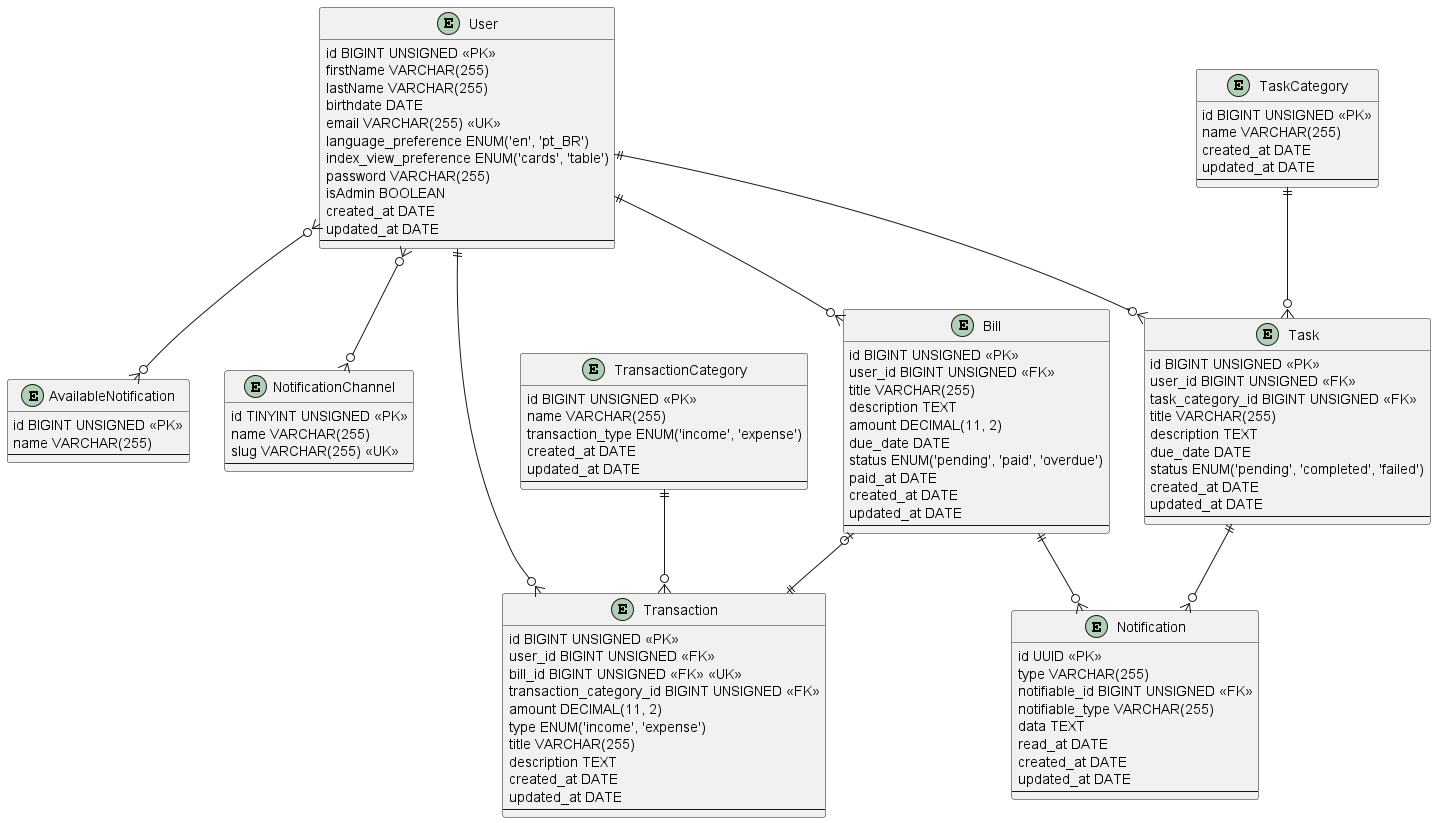 E User
id BIGINT UNSIGNED «PK»
firstName VARCHAR(255)
lastName VARCHAR(255)
birthdate DATE
email VARCHAR(255) «UK»
language_preference ENUM('en', 'pt_BR')
index_view_preference ENUM('cards', 'table')
password VARCHAR(255)
isAdmin BOOLEAN
created_at DATE
updated_at DATE
E TaskCategory
id BIGINT UNSIGNED «PK»
name VARCHAR(255)
created_at DATE
updated_at DATE
E AvailableNotification
id BIGINT UNSIGNED «PK»
name VARCHAR(255)
E NotificationChannel
id TINYINT UNSIGNED «PK»
name VARCHAR(255)
slug VARCHAR(255) «UK»
E TransactionCategory
id BIGINT UNSIGNED «PK»
name VARCHAR(255)
transaction_type ENUM('income', 'expense')
created_at DATE
updated_at DATE
E Bill
id BIGINT UNSIGNED «PK»
user_id BIGINT UNSIGNED «FK»
title VARCHAR(255)
description TEXT
amount DECIMAL(11, 2)
due_date DATE
status ENUM('pending', 'paid', 'overdue')
paid_at DATE
created_at DATE
updated_at DATE
E Task
id BIGINT UNSIGNED «PK»
user_id BIGINT UNSIGNED «FK»
task_category_id BIGINT UNSIGNED «FK»
title VARCHAR(255)
description TEXT
due_date DATE
status ENUM('pending', 'completed', 'failed')
created_at DATE
updated_at DATE
E Transaction
id BIGINT UNSIGNED «PK»
user_id BIGINT UNSIGNED «FK»
bill_id BIGINT UNSIGNED «FK» «UK»
transaction_category_id BIGINT UNSIGNED «FK»
amount DECIMAL(11, 2)
type ENUM('income', 'expense')
title VARCHAR(255)
description TEXT
created_at DATE
updated_at DATE
E Notification
id UUID «PK»
type VARCHAR(255)
notifiable_id BIGINT UNSIGNED «FK»
notifiable_type VARCHAR(255)
data TEXT
read_at DATE
created_at DATE
updated_at DATE